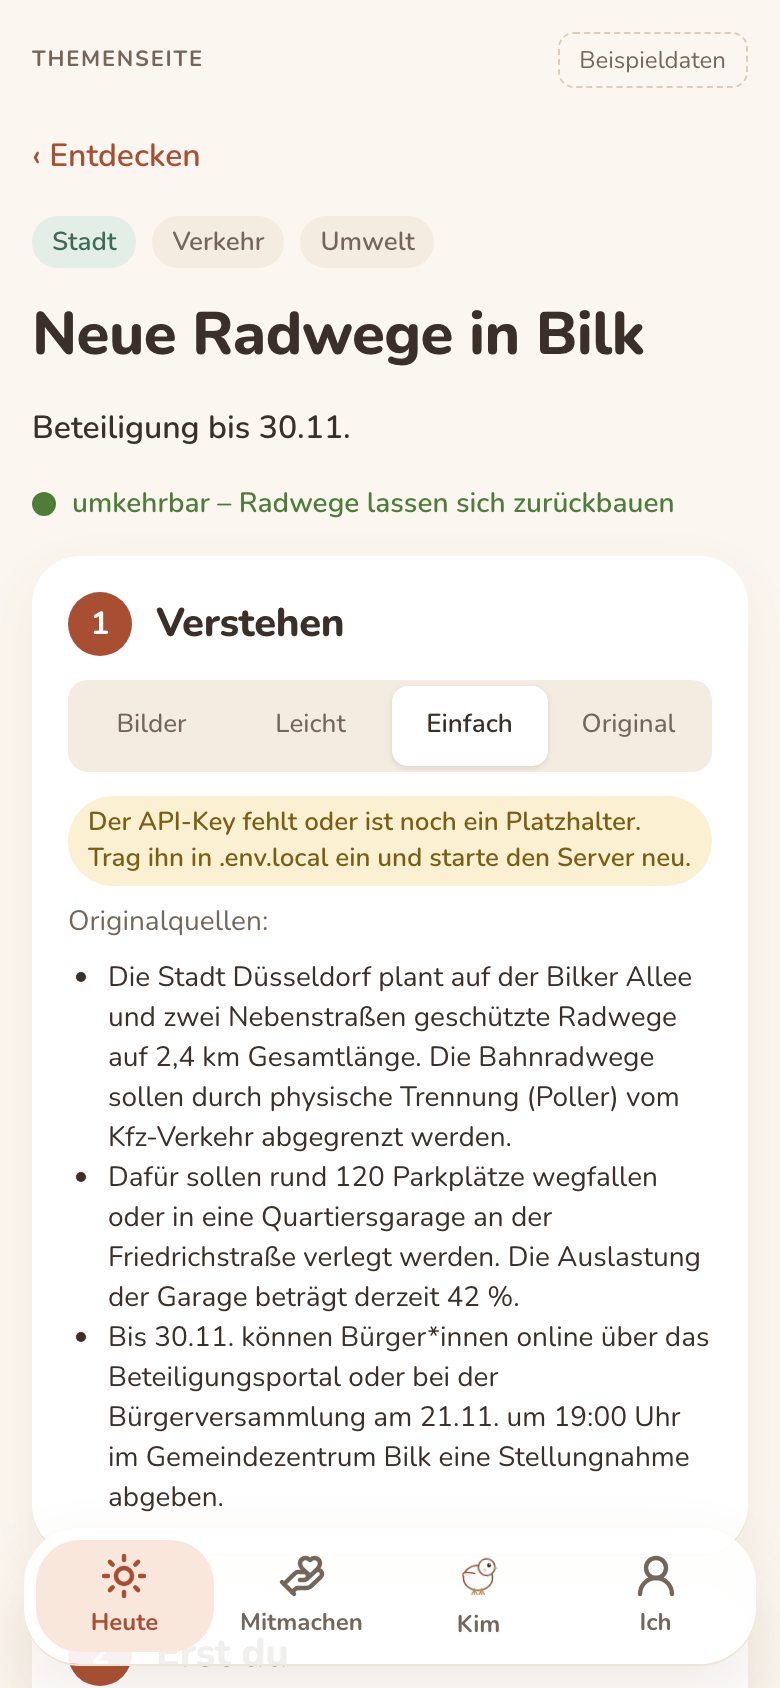 THEMENSEITE
Beispieldaten
‹ Entdecken
Stadt
Verkehr
Umwelt
Neue Radwege in Bilk
Beteiligung bis 30.11.
umkehrbar – Radwege lassen sich zurückbauen
1
Verstehen
Bilder
Leicht
Einfach
Original
Der API-Key fehlt oder ist noch ein Platzhalter.
Trag ihn in .env.local ein und starte den Server neu.
Originalquellen:
• Die Stadt Düsseldorf plant auf der Bilker Allee
und zwei Nebenstraßen geschützte Radwege
auf 2,4 km Gesamtlänge. Die Bahnradwege
sollen durch physische Trennung (Poller) vom
Kfz-Verkehr abgegrenzt werden.
• Dafür sollen rund 120 Parkplätze wegfallen
oder in eine Quartiersgarage an der
Friedrichstraße verlegt werden. Die Auslastung
der Garage beträgt derzeit 42 %.
• Bis 30.11. können Bürger*innen online über das
Beteiligungsportal oder bei der
Bürgerversammlung am 21.11. um 19:00 Uhr
im Gemeindezentrum Bilk eine Stellungnahme
abgeben.
Heute
Mitmachen
Kim
Ich
2
Erst du